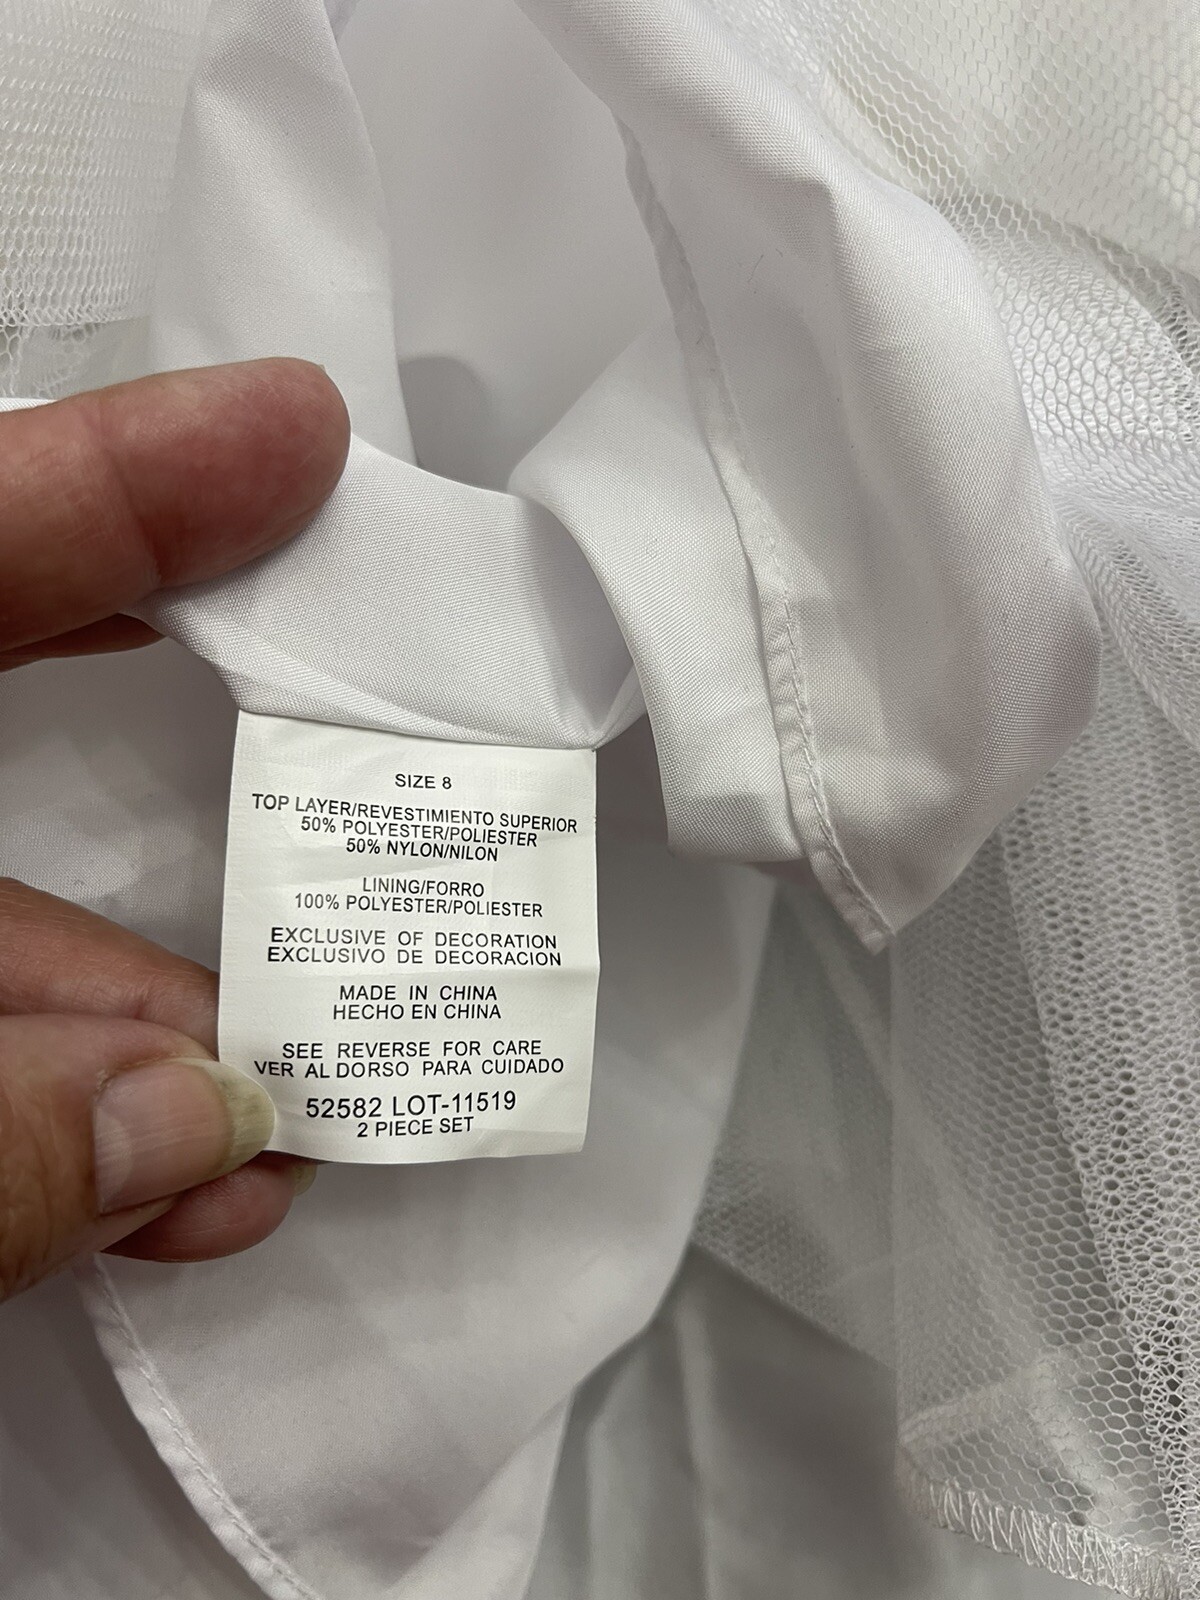 SIZE 8
TOP LAYER/REVESTIMIENTO SUPERIOR
50% POLYESTER/POLIESTER
50% NYLON/NILON
LINING/FORRO
100% POLYESTER/POLIESTER
EXCLUSIVE OF DECORATION
EXCLUSIVO DE DECORACION
MADE IN CHINA
HECHO EN CHINA
SEE REVERSE FOR CARE
VER AL DORSO PARA CUIDADO
52582 LOT-11519
2 PIECE SET